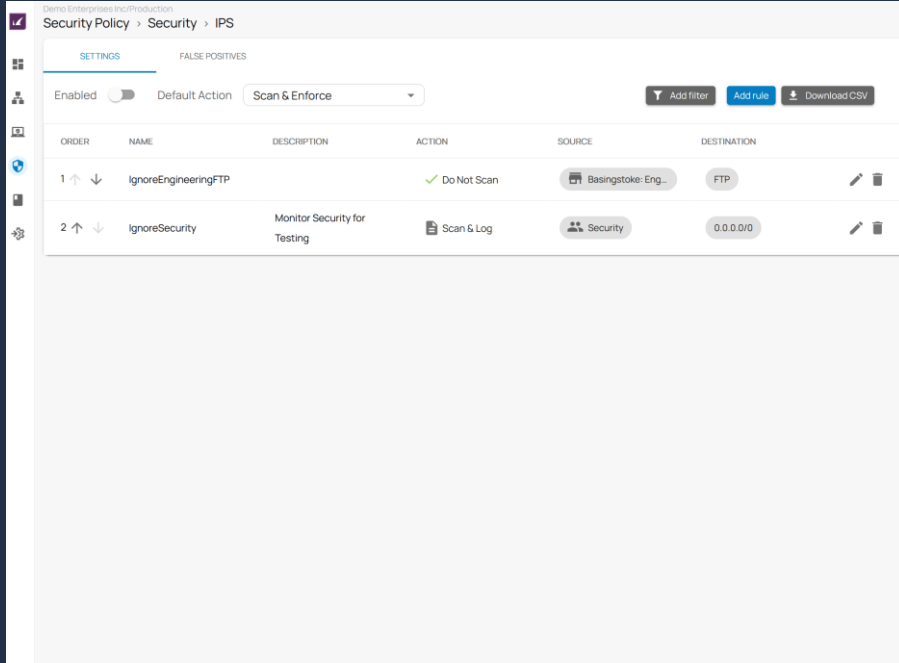 Demo Enterprises Inc/Production
Security Policy > Security > IPS
SETTINGS FALSE POSITIVES
Enabled Default Action Scan & Enforce Add filter Add rule Download CSV
ORDER NAME DESCRIPTION ACTION SOURCE DESTINATION
1 IgnoreEngineeringFTP Do Not Scan Basingstoke: Eng... FTP
2 IgnoreSecurity Monitor Security for Testing Scan & Log Security 0.0.0.0/0